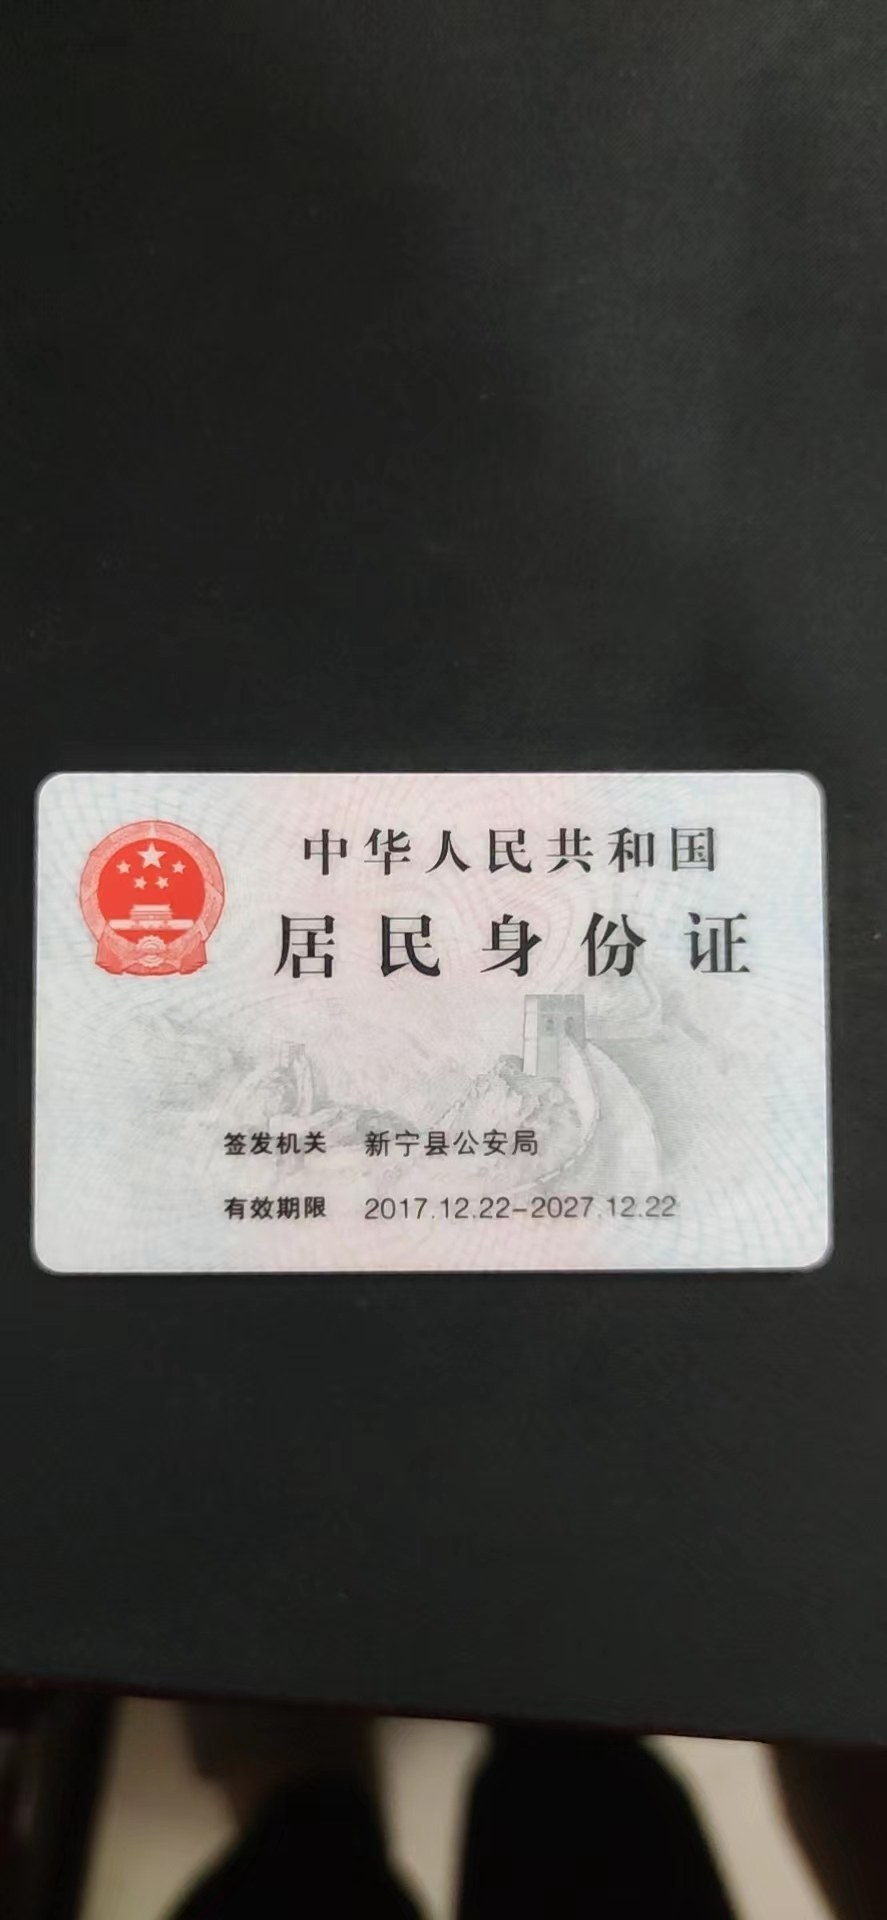 中华人民共和国
居民身份证
签发机关 新宁县公安局
有效期限 2017.12.22-2027.12.22